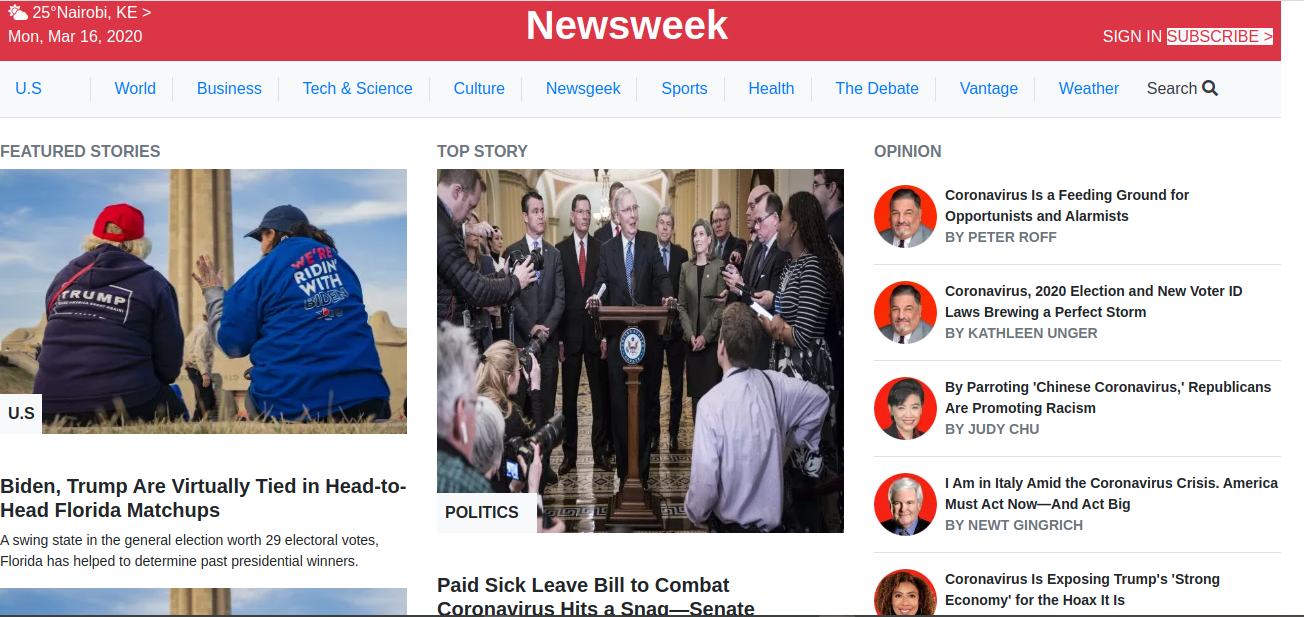 25°Nairobi, KE >
Mon, Mar 16, 2020
Newsweek
SIGN IN SUBSCRIBE >
U.S World Business Tech & Science Culture Newsgeek Sports Health The Debate Vantage Weather Search
FEATURED STORIES
TRUMP
WE'RE
RIDIN'
WITH
BIDEN
U.S
Biden, Trump Are Virtually Tied in Head-to-
Head Florida Matchups
A swing state in the general election worth 29 electoral votes,
Florida has helped to determine past presidential winners.
TOP STORY
POLITICS
Paid Sick Leave Bill to Combat
Coronavirus Hits a Snag—Senate
OPINION
Coronavirus Is a Feeding Ground for
Opportunists and Alarmists
BY PETER ROFF
Coronavirus, 2020 Election and New Voter ID
Laws Brewing a Perfect Storm
BY KATHLEEN UNGER
By Parroting 'Chinese Coronavirus,' Republicans
Are Promoting Racism
BY JUDY CHU
I Am in Italy Amid the Coronavirus Crisis. America
Must Act Now—And Act Big
BY NEWT GINGRICH
Coronavirus Is Exposing Trump's 'Strong
Economy' for the Hoax It Is